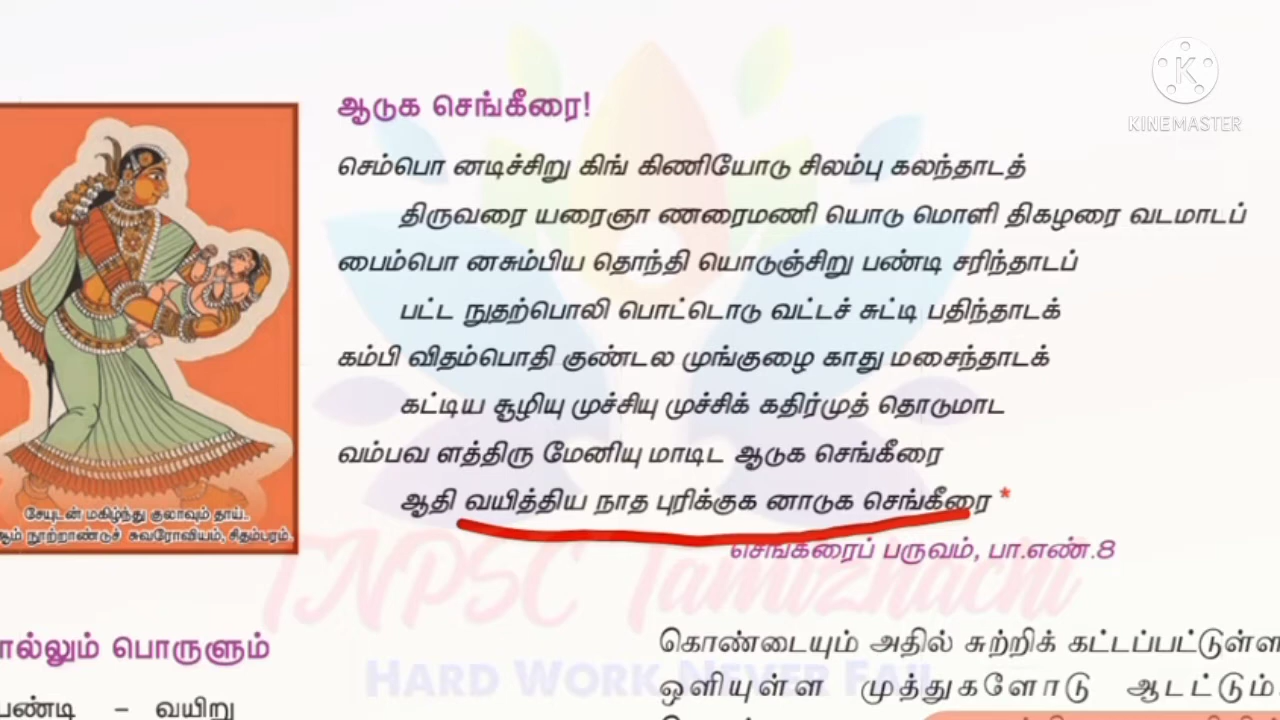 KINEMASTER
ஆடுக செங்கீரை!
செம்பொ னடிச்சிறு கிங் கிணியோடு சிலம்பு கலந்தாடத்
திருவரை யரைஞா ணரைமணி யொடு மொளி திகழரை வடமாடப்
பைம்பொ னசும்பிய தொந்தி யொடுஞ்சிறு பண்டி சரிந்தாடப்
பட்ட நுதற்பொலி பொட்டொடு வட்டச் சுட்டி பதிந்தாடக்
கம்பி விதம்பொதி குண்டல முங்குழை காது மசைந்தாடக்
கட்டிய சூழியு முச்சியு முச்சிக் கதிர்முத் தொடுமாட
வம்பவ ளத்திரு மேனியு மாடிட ஆடுக செங்கீரை
ஆதி வயித்திய நாத புரிக்குக னாடுக செங்கீரை *
செங்கீரைப் பருவம், பா.எண்.8
சேயுடன் மகிழ்ந்து குலாவும் தாய்..
ஆம் நூற்றாண்டுச் சுவரோவியம், சிதம்பரம்.
TNPSC Tamizhachi
HARD WORK NEVER FAIL
பொருளும்
பண்டி – வயிறு
கொண்டையும் அதில் சுற்றிக் கட்டப்பட்டுள்ள
ஒளியுள்ள முத்துகளோடு ஆடட்டும்.